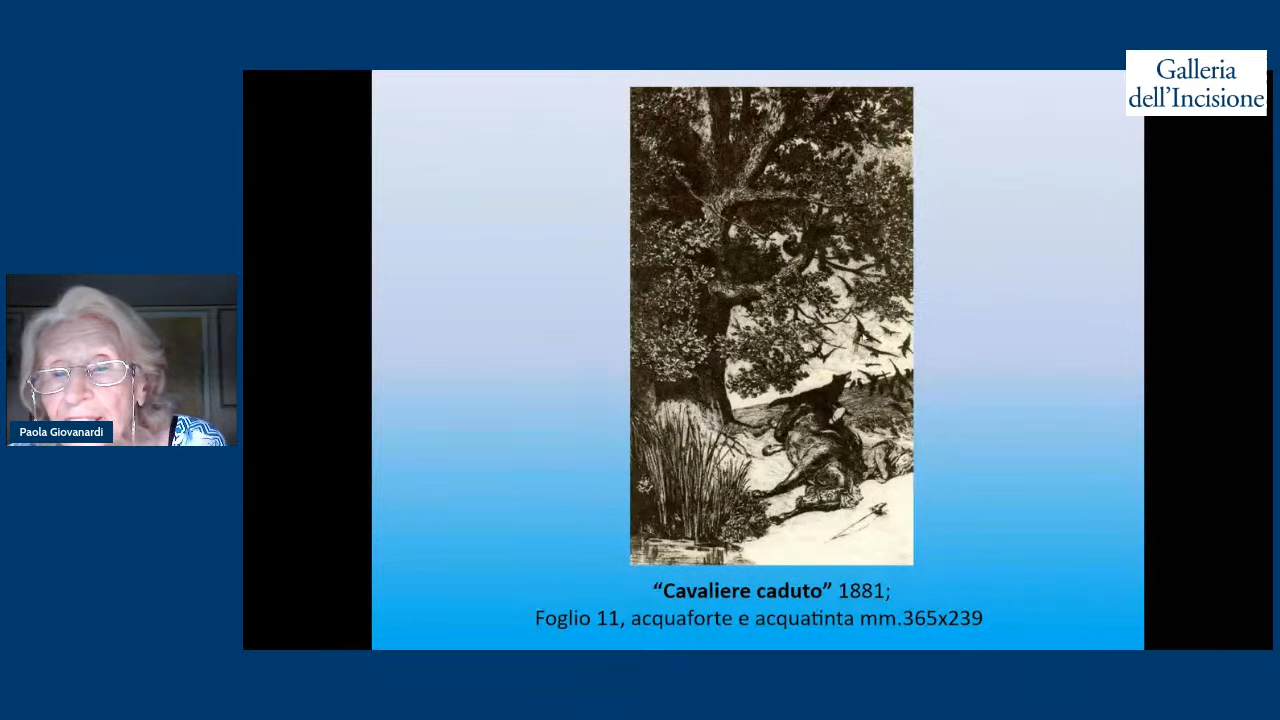 Galleria
dell'Incisione
Paola Giovanardi
“Cavaliere caduto” 1881;
Foglio 11, acquaforte e acquatinta mm.365x239